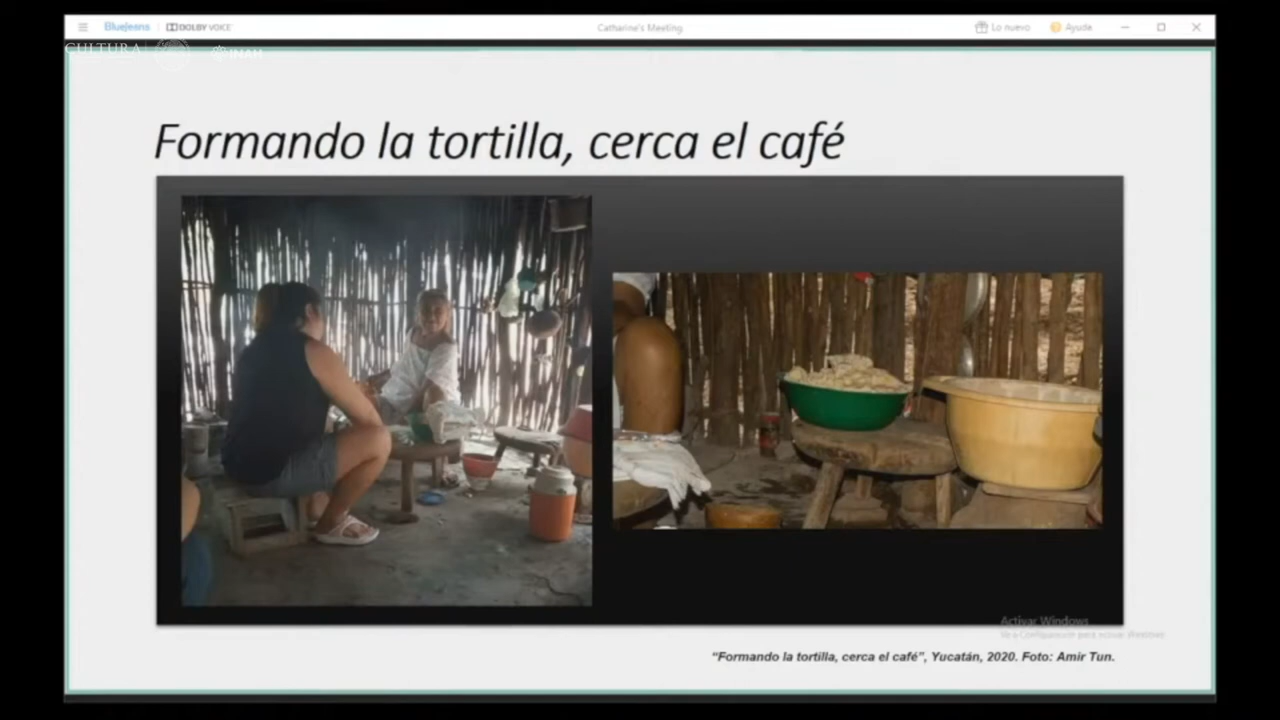 BlueJeans | DOLBY VOICE
Catharine's Meeting
Lo nuevo
Ayuda
CULTURA
INAH
Formando la tortilla, cerca el café
Activar Windows
Ve a Configuración para activar Windows.
"Formando la tortilla, cerca el café", Yucatán, 2020. Foto: Amir Tun.